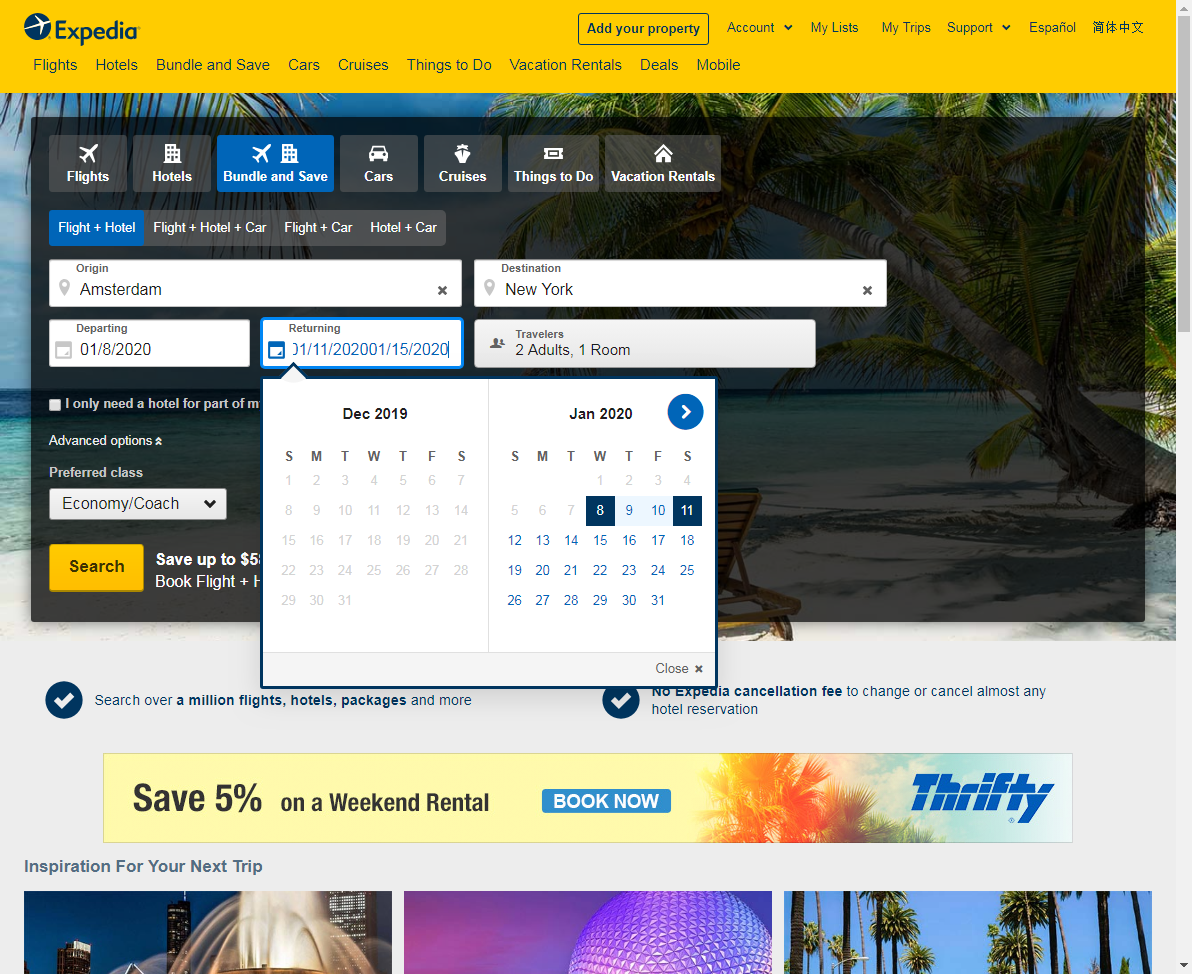 Expedia
Add your property
Account
My Lists
My Trips
Support
Español
简体中文
Flights
Hotels
Bundle and Save
Cars
Cruises
Things to Do
Vacation Rentals
Deals
Mobile
Flights
Hotels
Bundle and Save
Cars
Cruises
Things to Do
Vacation Rentals
Flight + Hotel
Flight + Hotel + Car
Flight + Car
Hotel + Car
Origin
Amsterdam
Destination
New York
Departing
01/8/2020
Returning
01/11/202001/15/2020
Travelers
2 Adults, 1 Room
I only need a hotel for part of m
Advanced options
Preferred class
Economy/Coach
Search
Save up to $5
Book Flight + H
Dec 2019
S M T W T F S
1 2 3 4 5 6 7
8 9 10 11 12 13 14
15 16 17 18 19 20 21
22 23 24 25 26 27 28
29 30 31
Jan 2020
S M T W T F S
1 2 3 4
5 6 7 8 9 10 11
12 13 14 15 16 17 18
19 20 21 22 23 24 25
26 27 28 29 30 31
Close
Search over a million flights, hotels, packages and more
No Expedia cancellation fee to change or cancel almost any
hotel reservation
Save 5% on a Weekend Rental
BOOK NOW
Thrifty
Inspiration For Your Next Trip